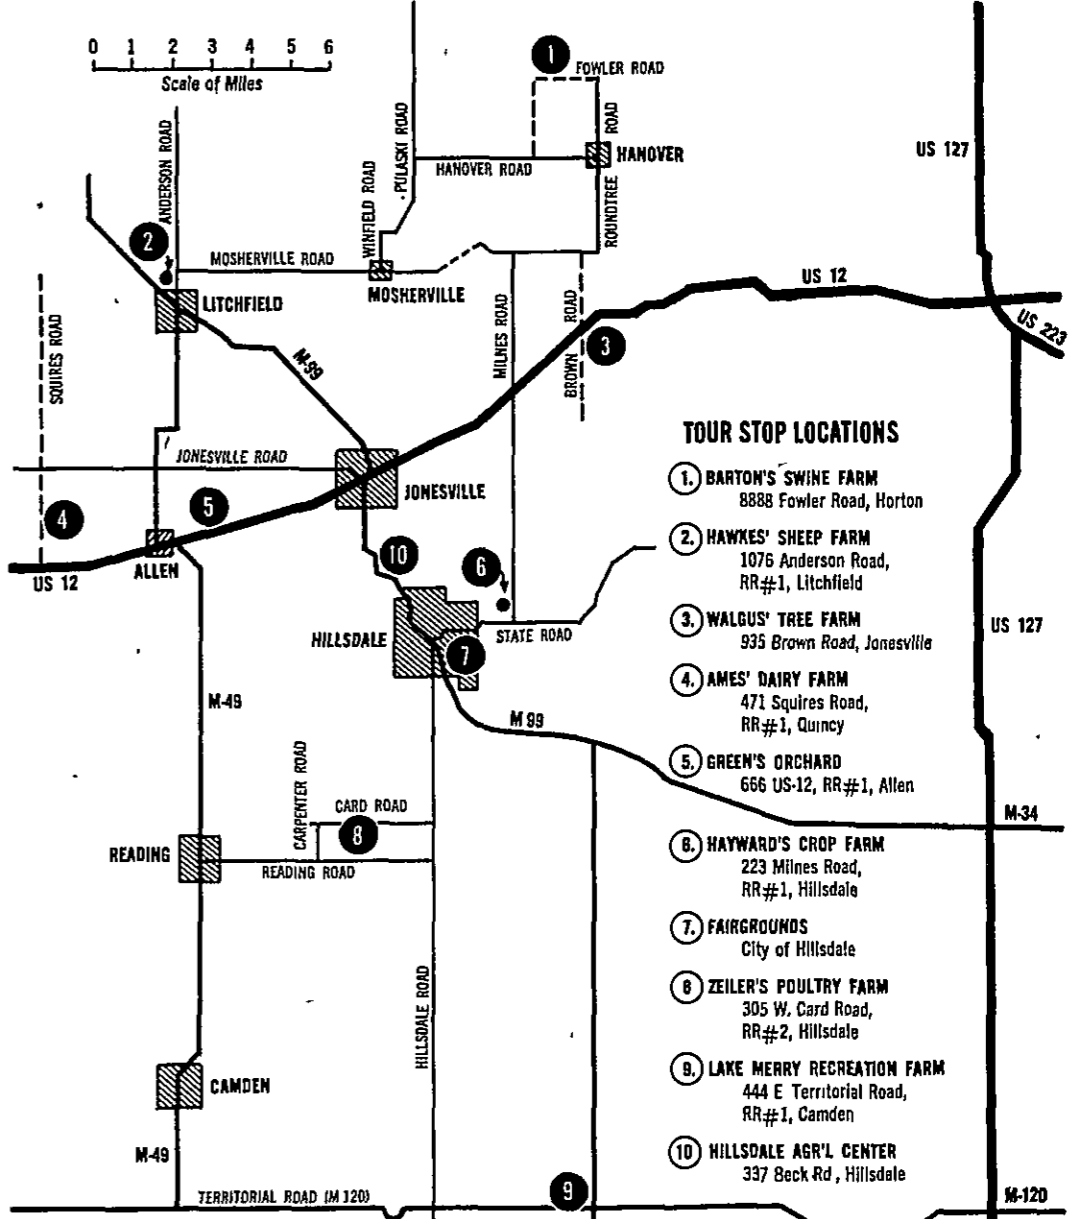 0 1 2 3 4 5 6
Scale of Miles
1
FOWLER ROAD
ANDERSON ROAD
PULASKI ROAD
ROAD
HANOVER
HANOVER ROAD
US 127
WINFIELD ROAD
ROUNDTREE
2
MOSHERVILLE ROAD
MOSHERVILLE
US 12
LITCHFIELD
SQUIRES ROAD
MILNES ROAD
BROWN ROAD
US 223
3
M-99
JONESVILLE ROAD
JONESVILLE
4
5
ALLEN
US 12
10
6
HILLSDALE
STATE ROAD
7
US 127
M-49
M 99
CARPENTER ROAD
CARD ROAD
8
M-34
READING
READING ROAD
HILLSDALE ROAD
CAMDEN
M-49
TERRITORIAL ROAD (M 120)
9
M-120
TOUR STOP LOCATIONS
1. BARTON'S SWINE FARM
8888 Fowler Road, Horton
2. HAWKES' SHEEP FARM
1076 Anderson Road,
RR#1, Litchfield
3. WALGUS' TREE FARM
935 Brown Road, Jonesville
4. AMES' DAIRY FARM
471 Squires Road,
RR#1, Quincy
5. GREEN'S ORCHARD
666 US-12, RR#1, Allen
6. HAYWARD'S CROP FARM
223 Milnes Road,
RR#1, Hillsdale
7. FAIRGROUNDS
City of Hillsdale
8 ZEILER'S POULTRY FARM
305 W. Card Road,
RR#2, Hillsdale
9. LAKE MERRY RECREATION FARM
444 E Territorial Road,
RR#1, Camden
10 HILLSDALE AGR'L CENTER
337 Beck Rd, Hillsdale